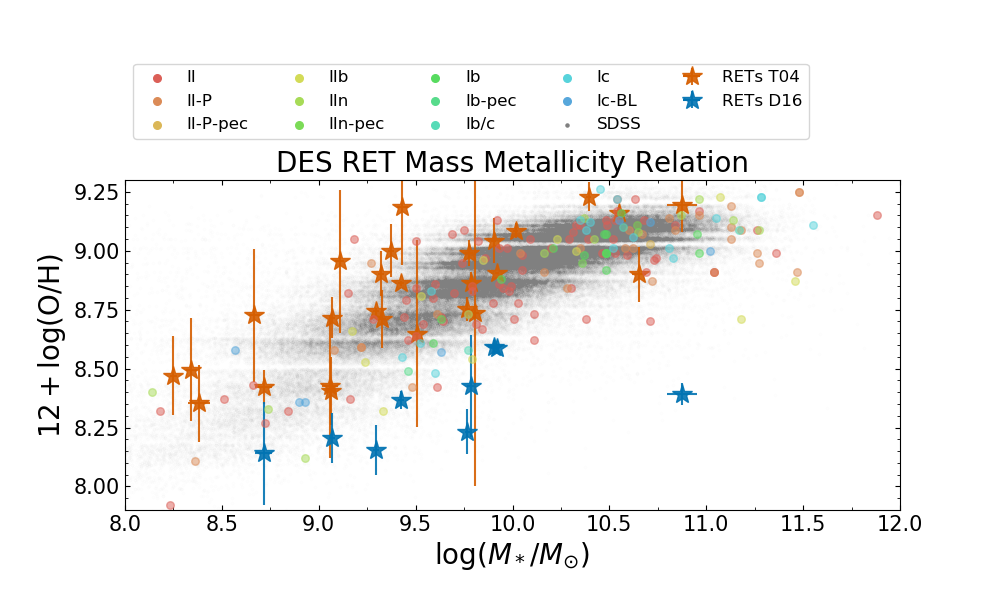 II IIb Ib Ic RETs T04
II-P IIn Ib-pec Ic-BL RETs D16
II-P-pec IIn-pec Ib/c SDSS
DES RET Mass Metallicity Relation
9.25
9.00
8.75
8.50
8.25
8.00
12 + log(O/H)
8.0 8.5 9.0 9.5 10.0 10.5 11.0 11.5 12.0
log(M*/M⊙)